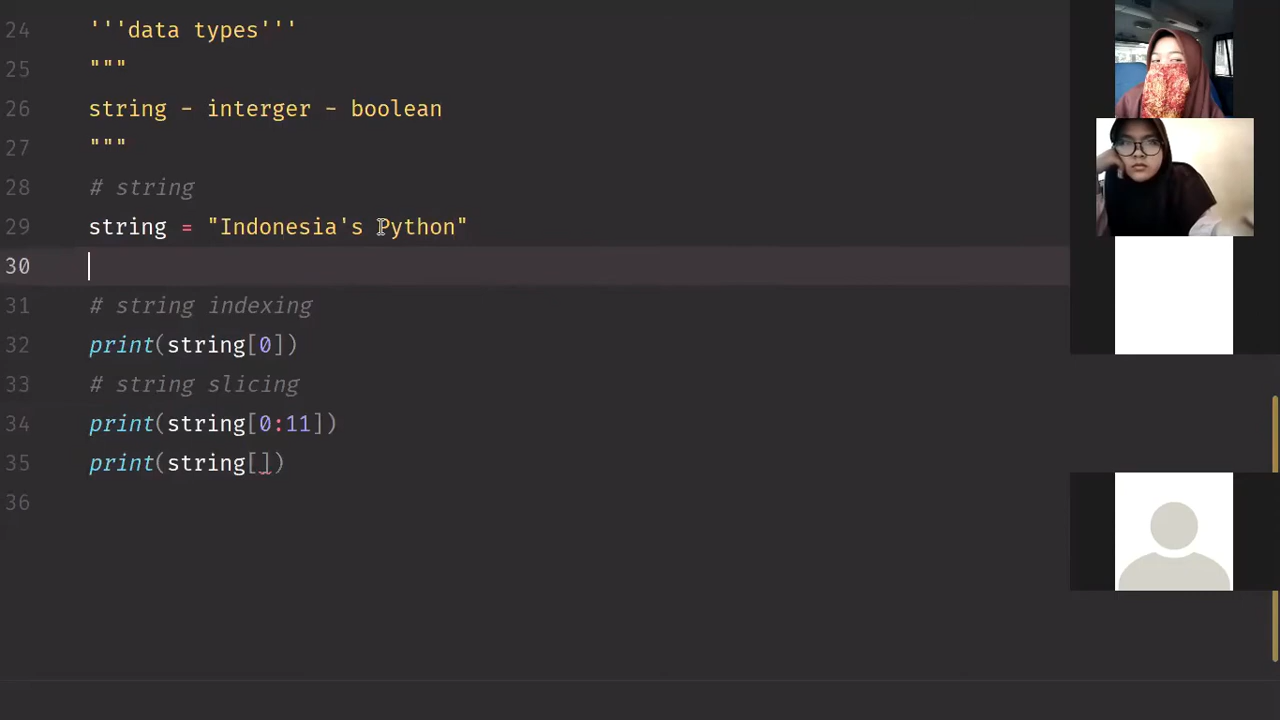 24 '''data types'''
25 """
26 string - interger - boolean
27 """
28 # string
29 string = "Indonesia's Python"
30
31 # string indexing
32 print(string[0])
33 # string slicing
34 print(string[0:11])
35 print(string[])
36